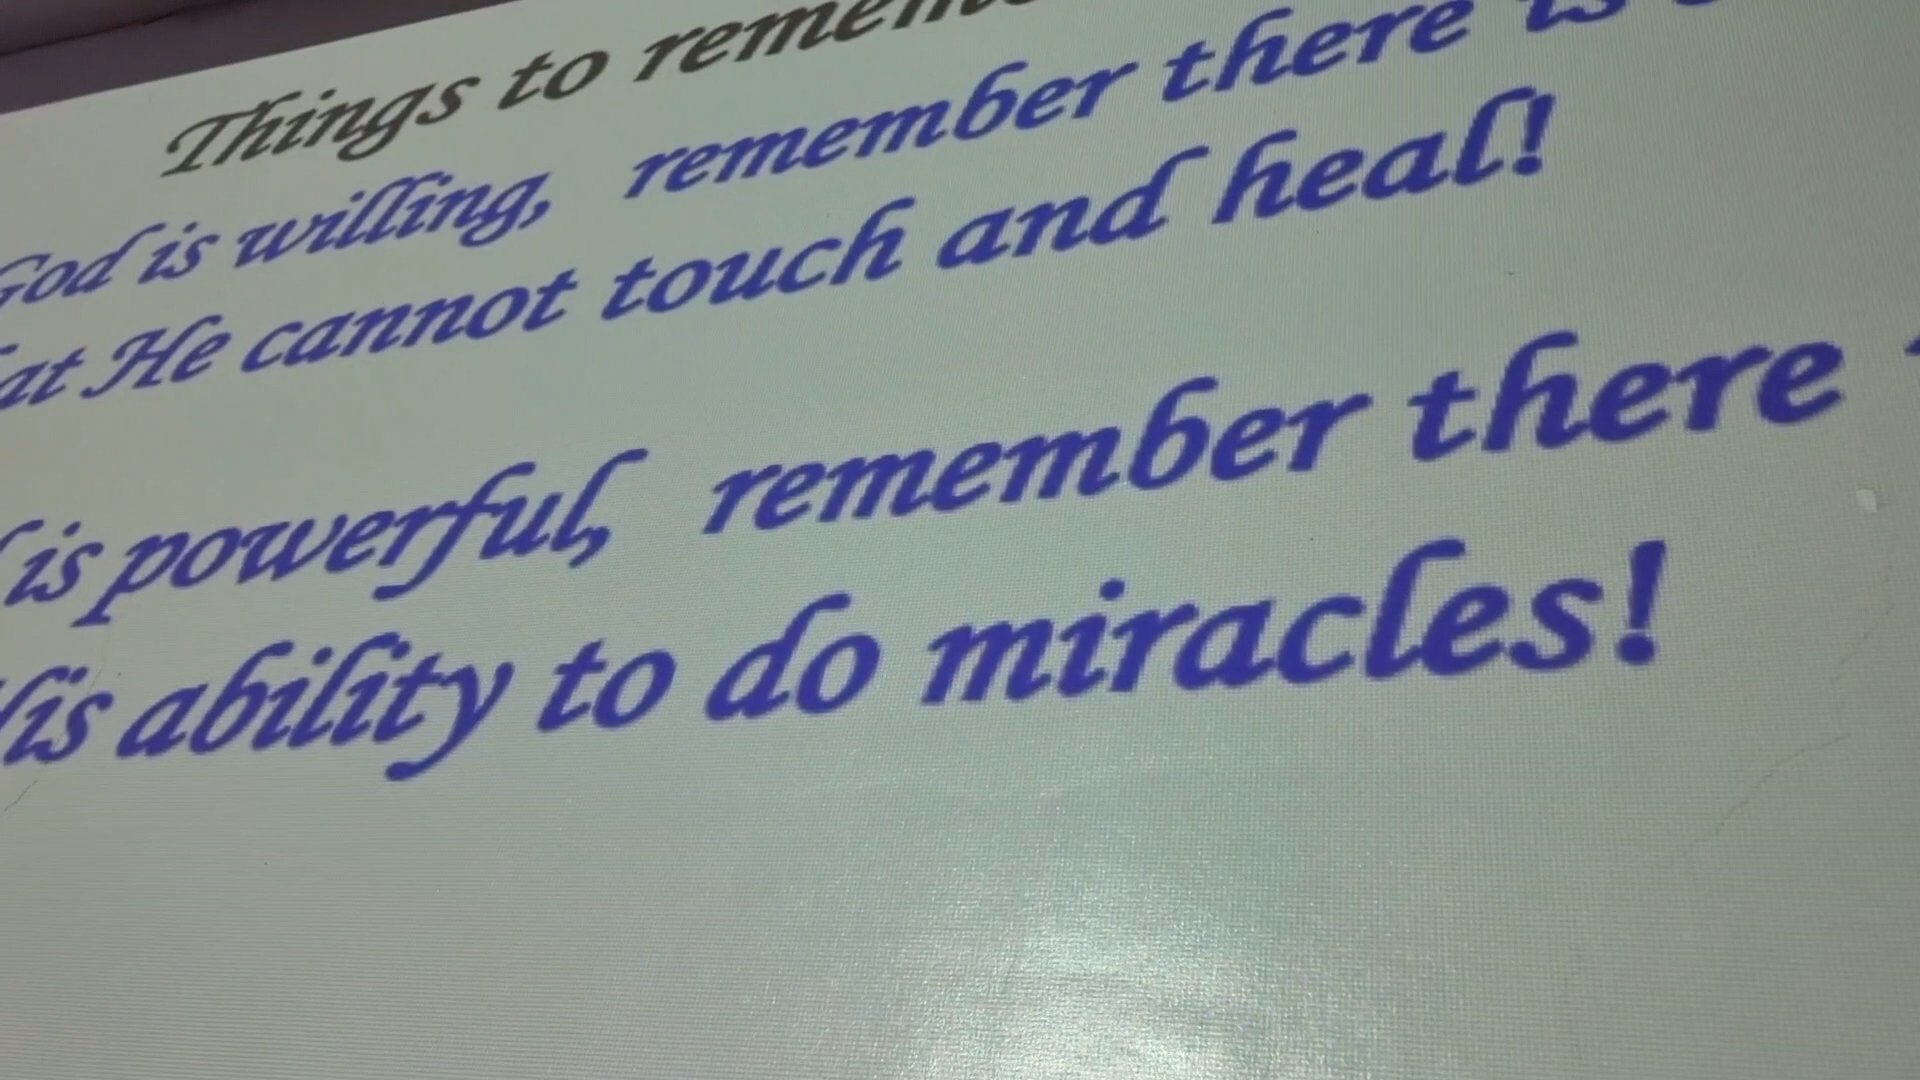 Things to
God is willing, remember there is
He cannot touch and heal!
is powerful, remember there
ability to do miracles!